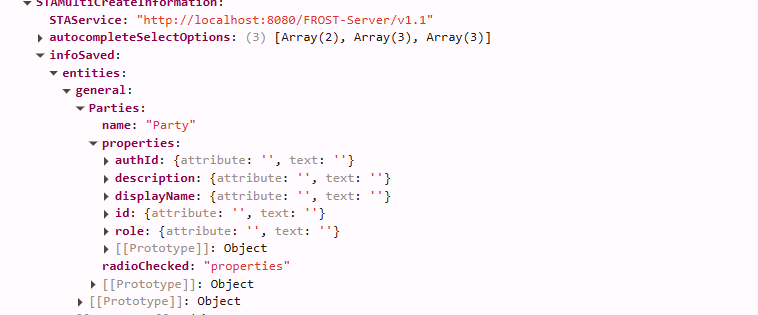 STAMultiCreateInformation:
STAService: "http://localhost:8080/FROST-Server/v1.1"
autocompleteSelectOptions: (3) [Array(2), Array(3), Array(3)]
infoSaved:
entities:
general:
Parties:
name: "Party"
properties:
authId: {attribute: '', text: ''}
description: {attribute: '', text: ''}
displayName: {attribute: '', text: ''}
id: {attribute: '', text: ''}
role: {attribute: '', text: ''}
[[Prototype]]: Object
radioChecked: "properties"
[[Prototype]]: Object
[[Prototype]]: Object